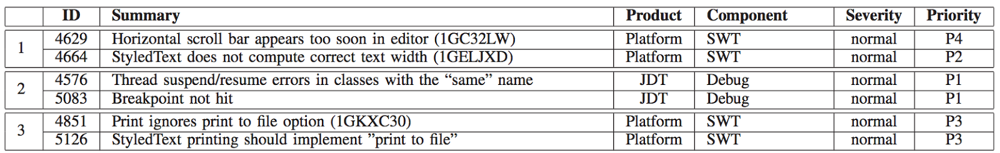 ID Summary Product Component Severity Priority
1
4629 Horizontal scroll bar appears too soon in editor (1GC32LW) Platform SWT normal P4
4664 StyledText does not compute correct text width (1GELJXD) Platform SWT normal P2
2
4576 Thread suspend/resume errors in classes with the “same” name JDT Debug normal P1
5083 Breakpoint not hit JDT Debug normal P1
3
4851 Print ignores print to file option (1GKXC30) Platform SWT normal P3
5126 StyledText printing should implement ”print to file” Platform SWT normal P3